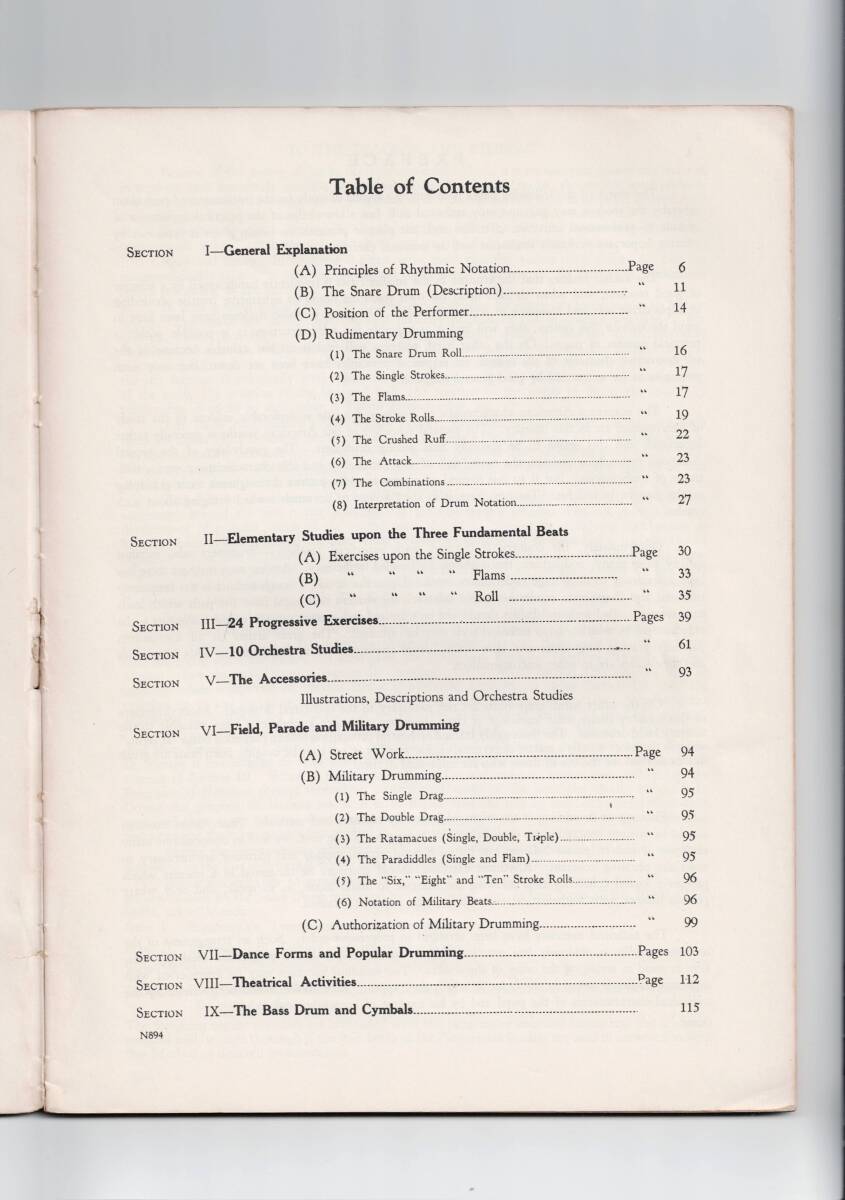 Table of Contents
SECTION I—General Explanation
(A) Principles of Rhythmic Notation Page 6
(B) The Snare Drum (Description) " 11
(C) Position of the Performer " 14
(D) Rudimentary Drumming
(1) The Snare Drum Roll " 16
(2) The Single Strokes " 17
(3) The Flams " 17
(4) The Stroke Rolls " 19
(5) The Crushed Ruff " 22
(6) The Attack " 23
(7) The Combinations " 23
(8) Interpretation of Drum Notation " 27
SECTION II—Elementary Studies upon the Three Fundamental Beats
(A) Exercises upon the Single Strokes Page 30
(B) " " " " Flams " 33
(C) " " " " Roll " 35
SECTION III—24 Progressive Exercises Pages 39
SECTION IV—10 Orchestra Studies " 61
SECTION V—The Accessories " 93
Illustrations, Descriptions and Orchestra Studies
SECTION VI—Field, Parade and Military Drumming
(A) Street Work Page 94
(B) Military Drumming " 94
(1) The Single Drag " 95
(2) The Double Drag " 95
(3) The Ratamacues (Single, Double, Triple) " 95
(4) The Paradiddles (Single and Flam) " 95
(5) The "Six," "Eight" and "Ten" Stroke Rolls " 96
(6) Notation of Military Beats " 96
(C) Authorization of Military Drumming " 99
SECTION VII—Dance Forms and Popular Drumming Pages 103
SECTION VIII—Theatrical Activities Page 112
SECTION IX—The Bass Drum and Cymbals 115
N894